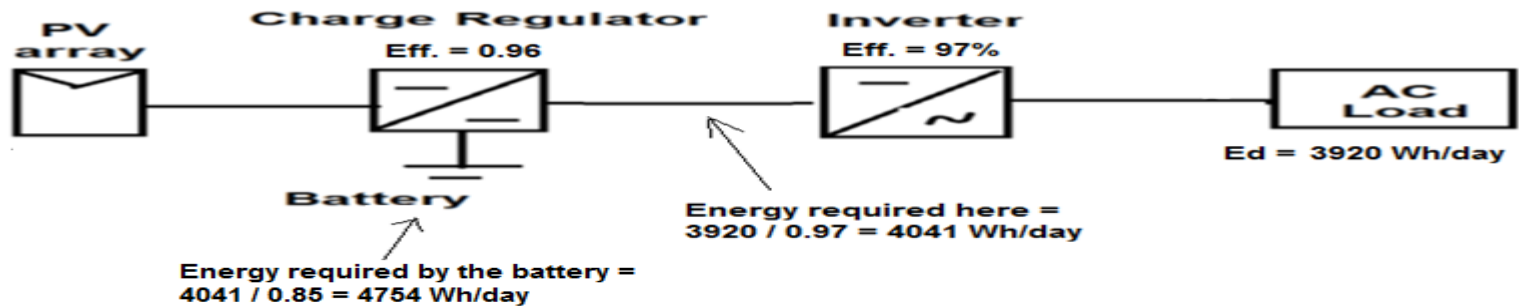 PV
array
Charge Regulator
Eff. = 0.96
Inverter
Eff. = 97%
AC
Load
Ed = 3920 Wh/day
Battery
Energy required here =
3920 / 0.97 = 4041 Wh/day
Energy required by the battery =
4041 / 0.85 = 4754 Wh/day